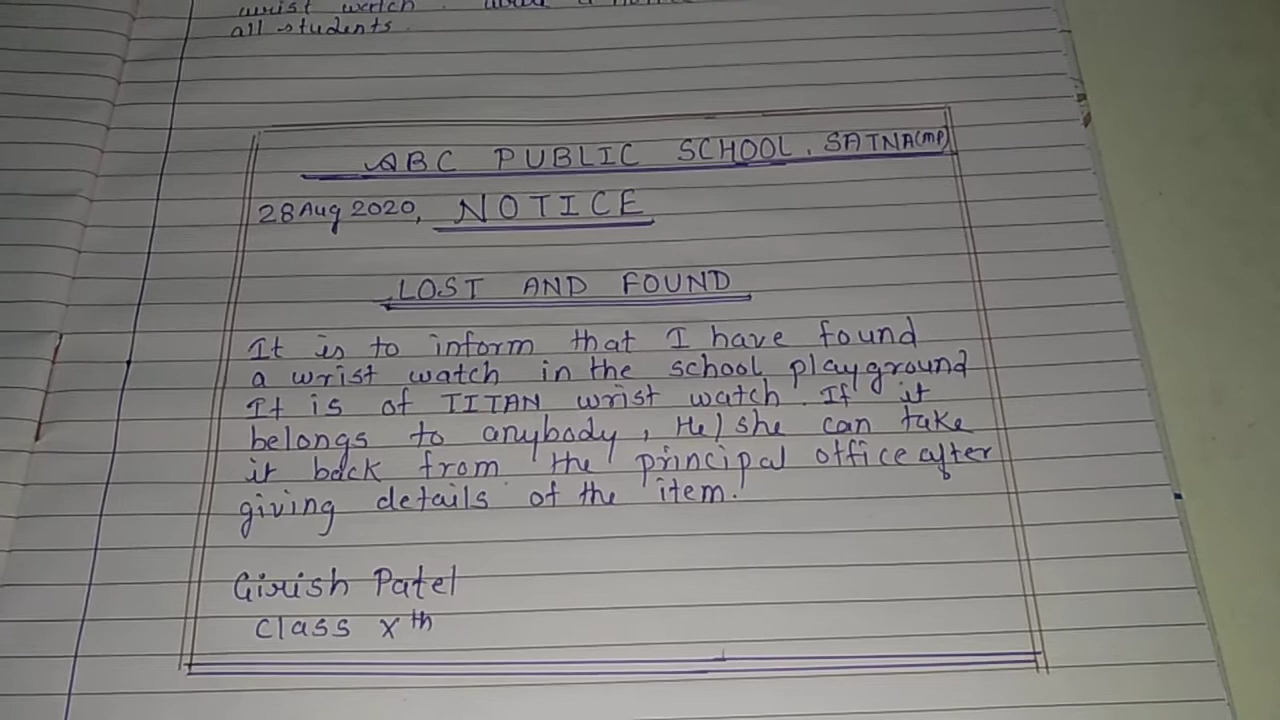 wrist watch.
all students.
ABC PUBLIC SCHOOL. SATNA(MP)
28 Aug 2020, NOTICE
LOST AND FOUND
It is to inform that I have found
a wrist watch in the school playground
It is of TITAN wrist watch. If it
belongs to anybody, He/she can take
it back from the principal office after
giving details of the item.
Girish Patel
Class Xth